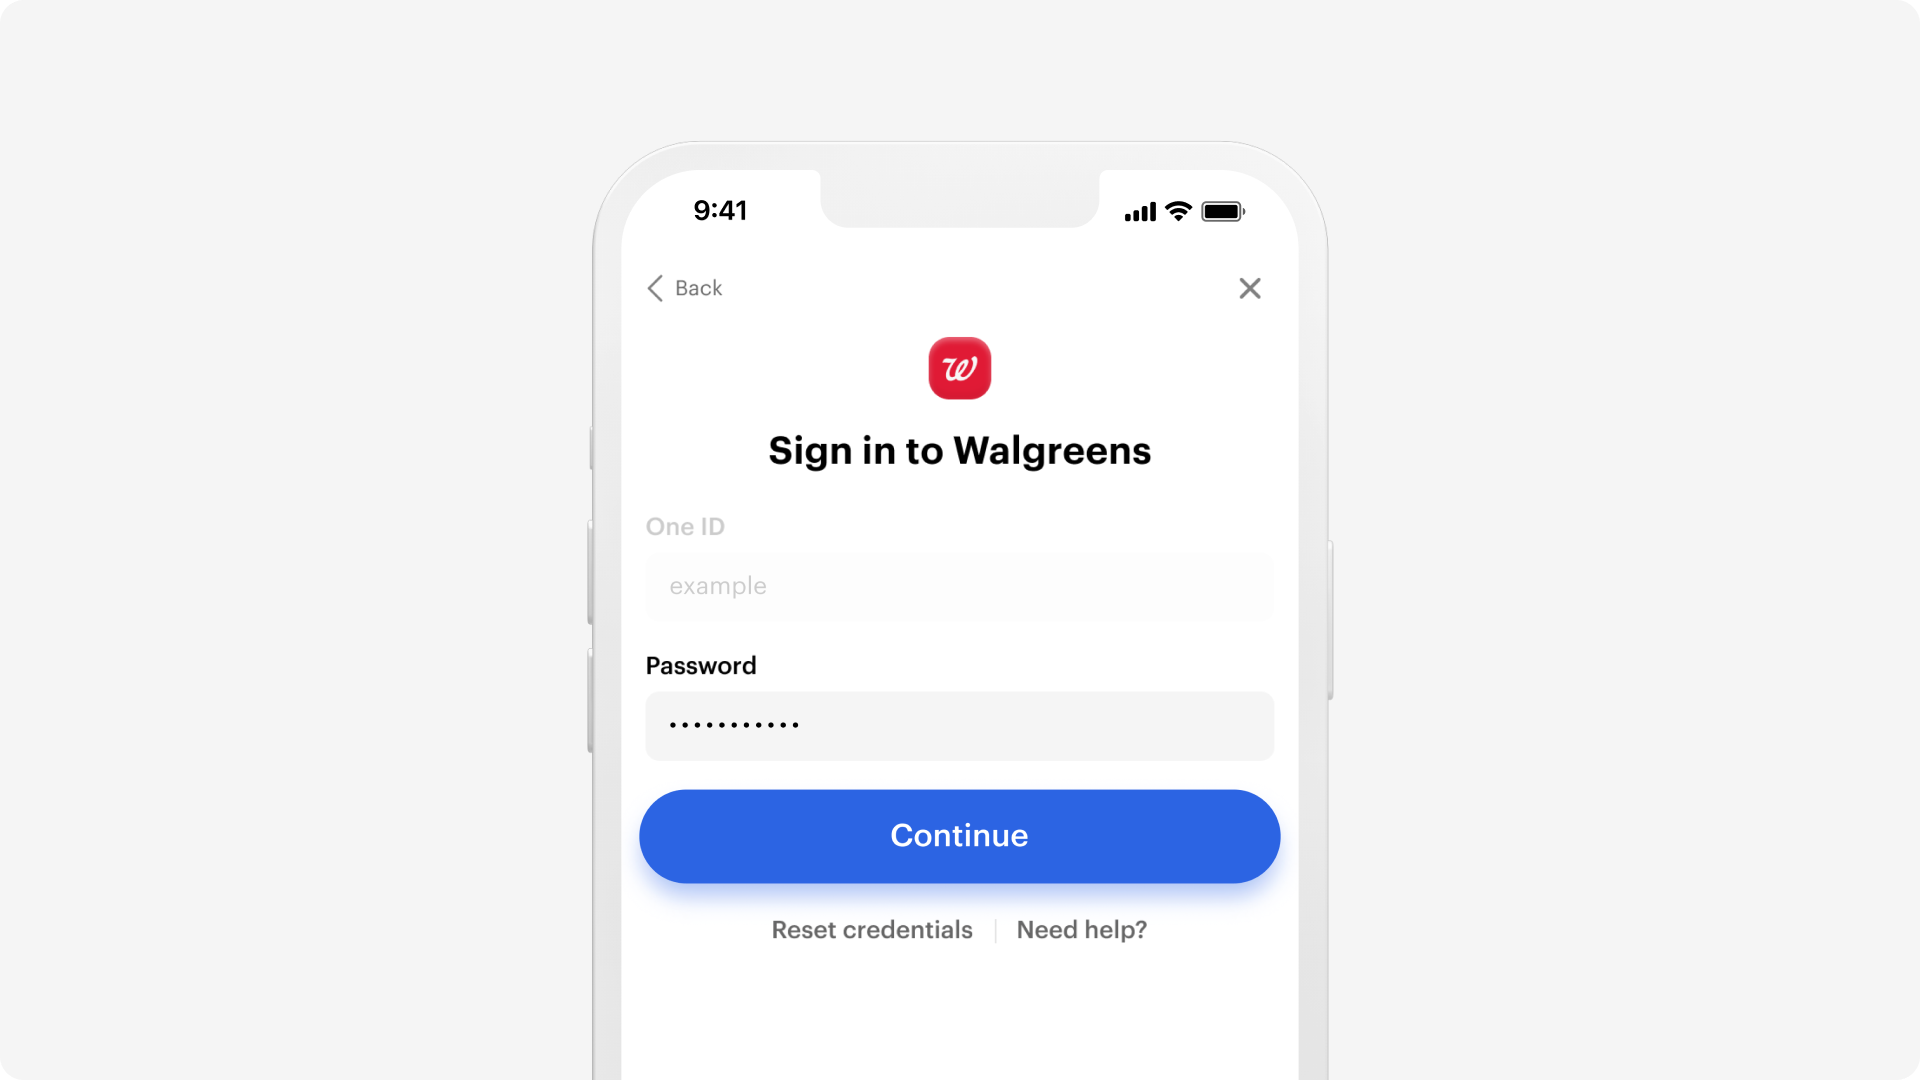 9:41
Back
W
Sign in to Walgreens
One ID
example
Password
•••••••••••
Continue
Reset credentials
Need help?